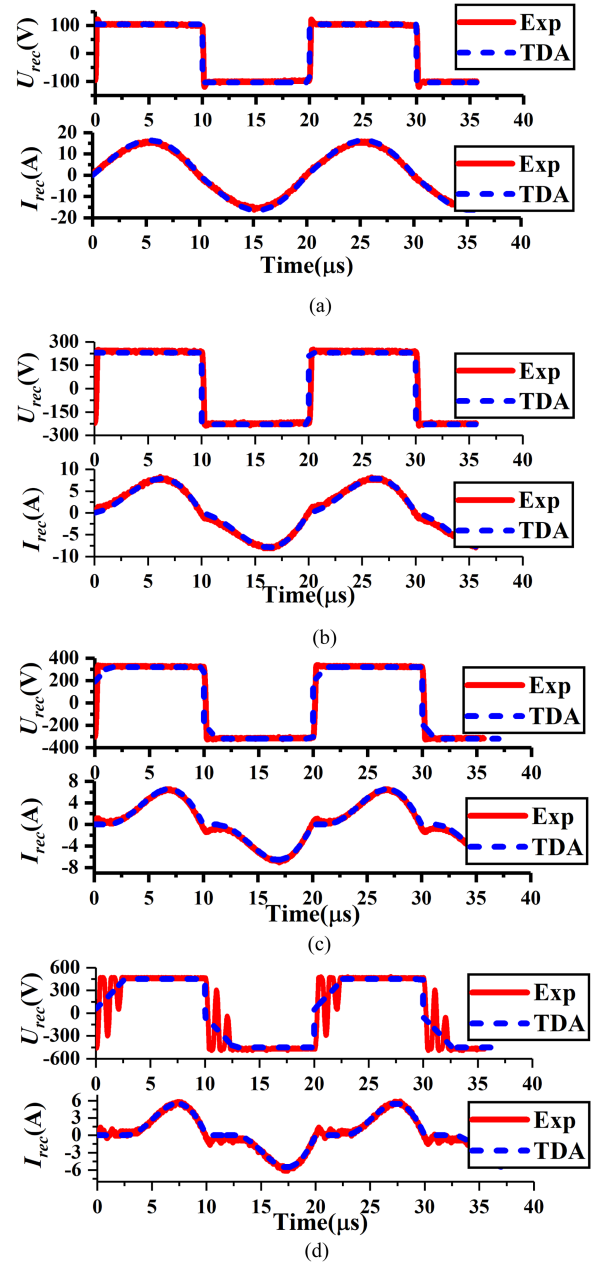 U_rec(V)
100
0
-100
Exp
TDA
0 5 10 15 20 25 30 35 40
I_rec(A)
20
10
0
-10
-20
Exp
TDA
0 5 10 15 20 25 30 35 40
Time(μs)
(a)
U_rec(V)
300
150
0
-150
-300
Exp
TDA
0 5 10 15 20 25 30 35 40
I_rec(A)
10
5
0
-5
-10
Exp
TDA
0 5 10 15 20 25 30 35 40
Time(μs)
(b)
U_rec(V)
400
200
0
-200
-400
Exp
TDA
0 5 10 15 20 25 30 35 40
I_rec(A)
8
4
0
-4
-8
Exp
TDA
0 5 10 15 20 25 30 35 40
Time(μs)
(c)
U_rec(V)
600
300
0
-300
-600
Exp
TDA
0 5 10 15 20 25 30 35 40
I_rec(A)
6
3
0
-3
-6
Exp
TDA
0 5 10 15 20 25 30 35 40
Time(μs)
(d)